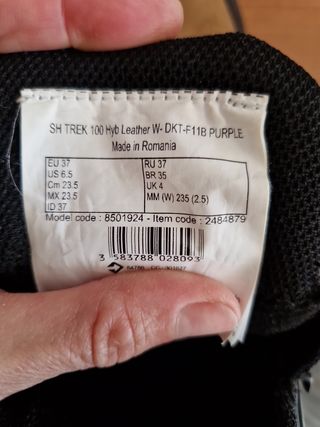 SH TREK 100 Hyb Leather W- DKT-F11B PURPLE
Made in Romania
EU 37 RU 37
US 6.5 BR 35
Cm 23.5 UK 4
MX 23.5 MM (W) 235 (2.5)
ID 37
Model code : 8501924 - Item code : 2484879
3 583788 028093